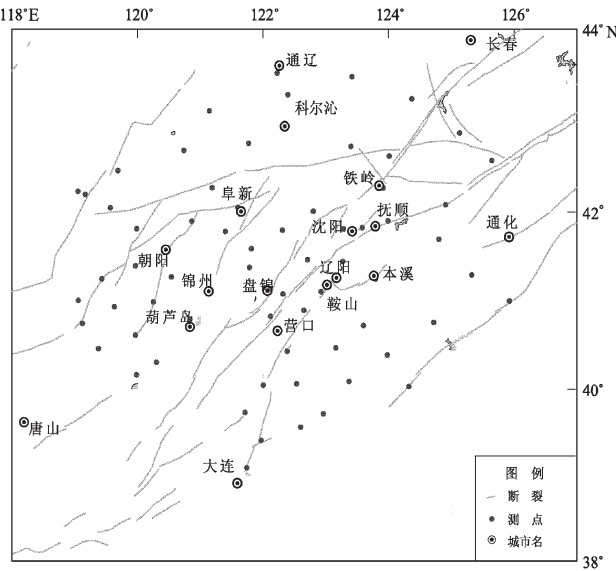 118°E 120° 122° 124° 126°
44°N
长春
通辽
科尔沁
铁岭
阜新
42°
沈阳
抚顺
通化
朝阳
辽阳
本溪
锦州
盘锦
鞍山
葫芦岛
营口
40°
唐山
大连
图 例
断 裂
测 点
城市名
38°